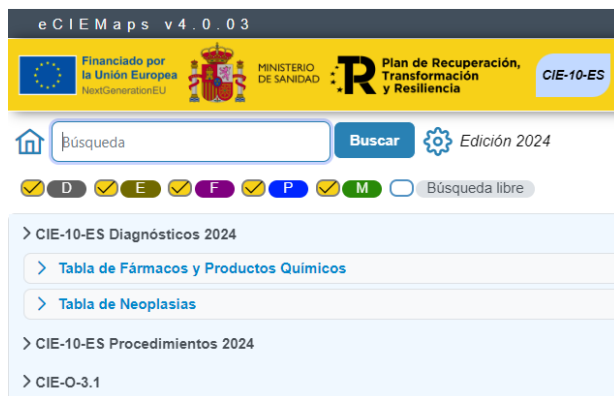 eCIEMaps v4.0.03
Financiado por
la Unión Europea
NextGenerationEU
MINISTERIO
DE SANIDAD
Plan de Recuperación,
Transformación
y Resiliencia
CIE-10-ES
Búsqueda
Buscar
Edición 2024
D E F P M Búsqueda libre
CIE-10-ES Diagnósticos 2024
Tabla de Fármacos y Productos Químicos
Tabla de Neoplasias
CIE-10-ES Procedimientos 2024
CIE-O-3.1